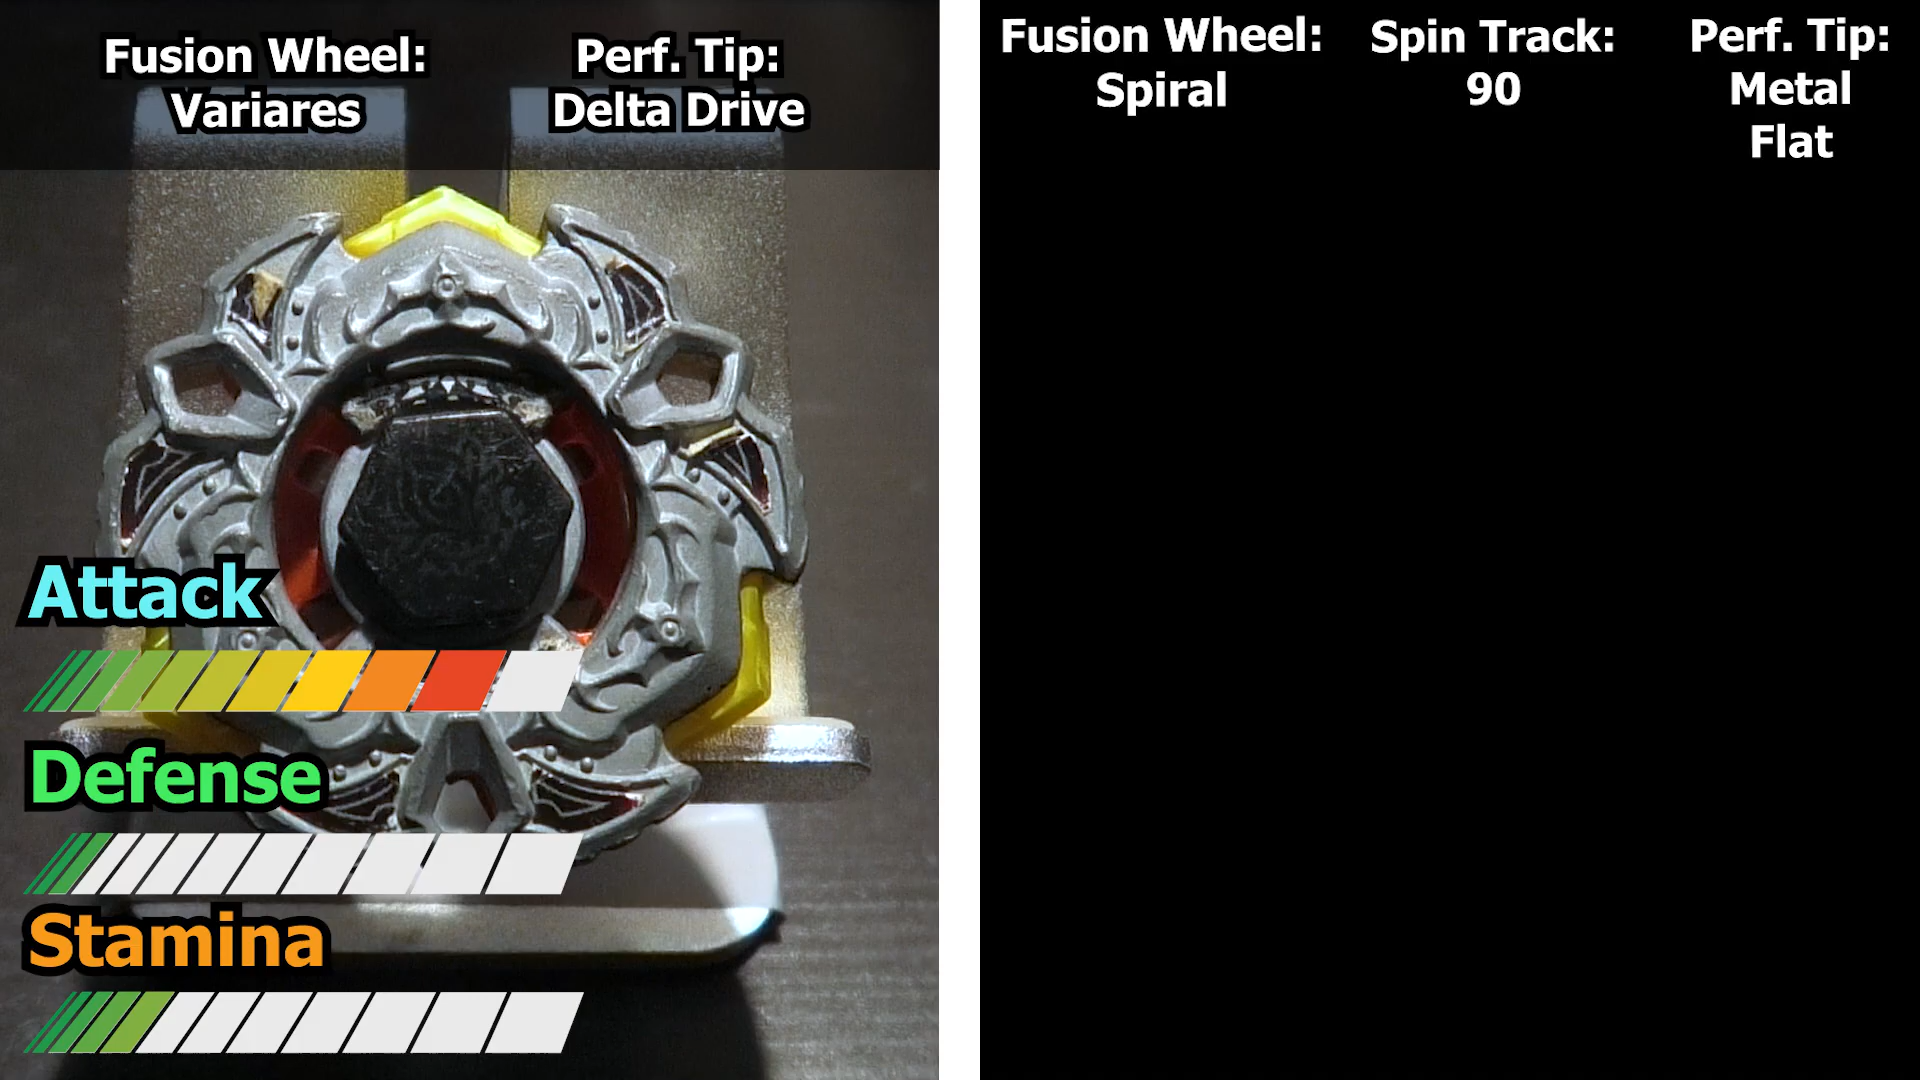 Fusion Wheel:
Variares
Perf. Tip:
Delta Drive
Attack
Defense
Stamina
Fusion Wheel:
Spiral
Spin Track:
90
Perf. Tip:
Metal
Flat